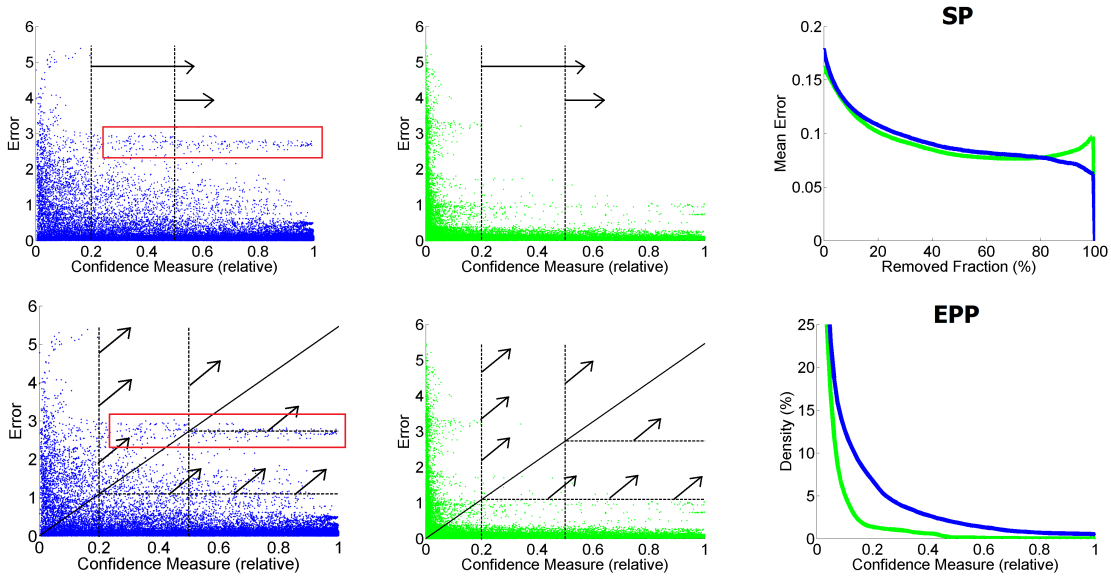 6
5
4
3
2
1
0
Error
0 0.2 0.4 0.6 0.8 1
Confidence Measure (relative)
6
5
4
3
2
1
0
Error
0 0.2 0.4 0.6 0.8 1
Confidence Measure (relative)
SP
0.2
0.15
0.1
0.05
0
Mean Error
0 20 40 60 80 100
Removed Fraction (%)
6
5
4
3
2
1
0
Error
0 0.2 0.4 0.6 0.8 1
Confidence Measure (relative)
6
5
4
3
2
1
0
Error
0 0.2 0.4 0.6 0.8 1
Confidence Measure (relative)
EPP
25
20
15
10
5
0
Density (%)
0 0.2 0.4 0.6 0.8 1
Confidence Measure (relative)